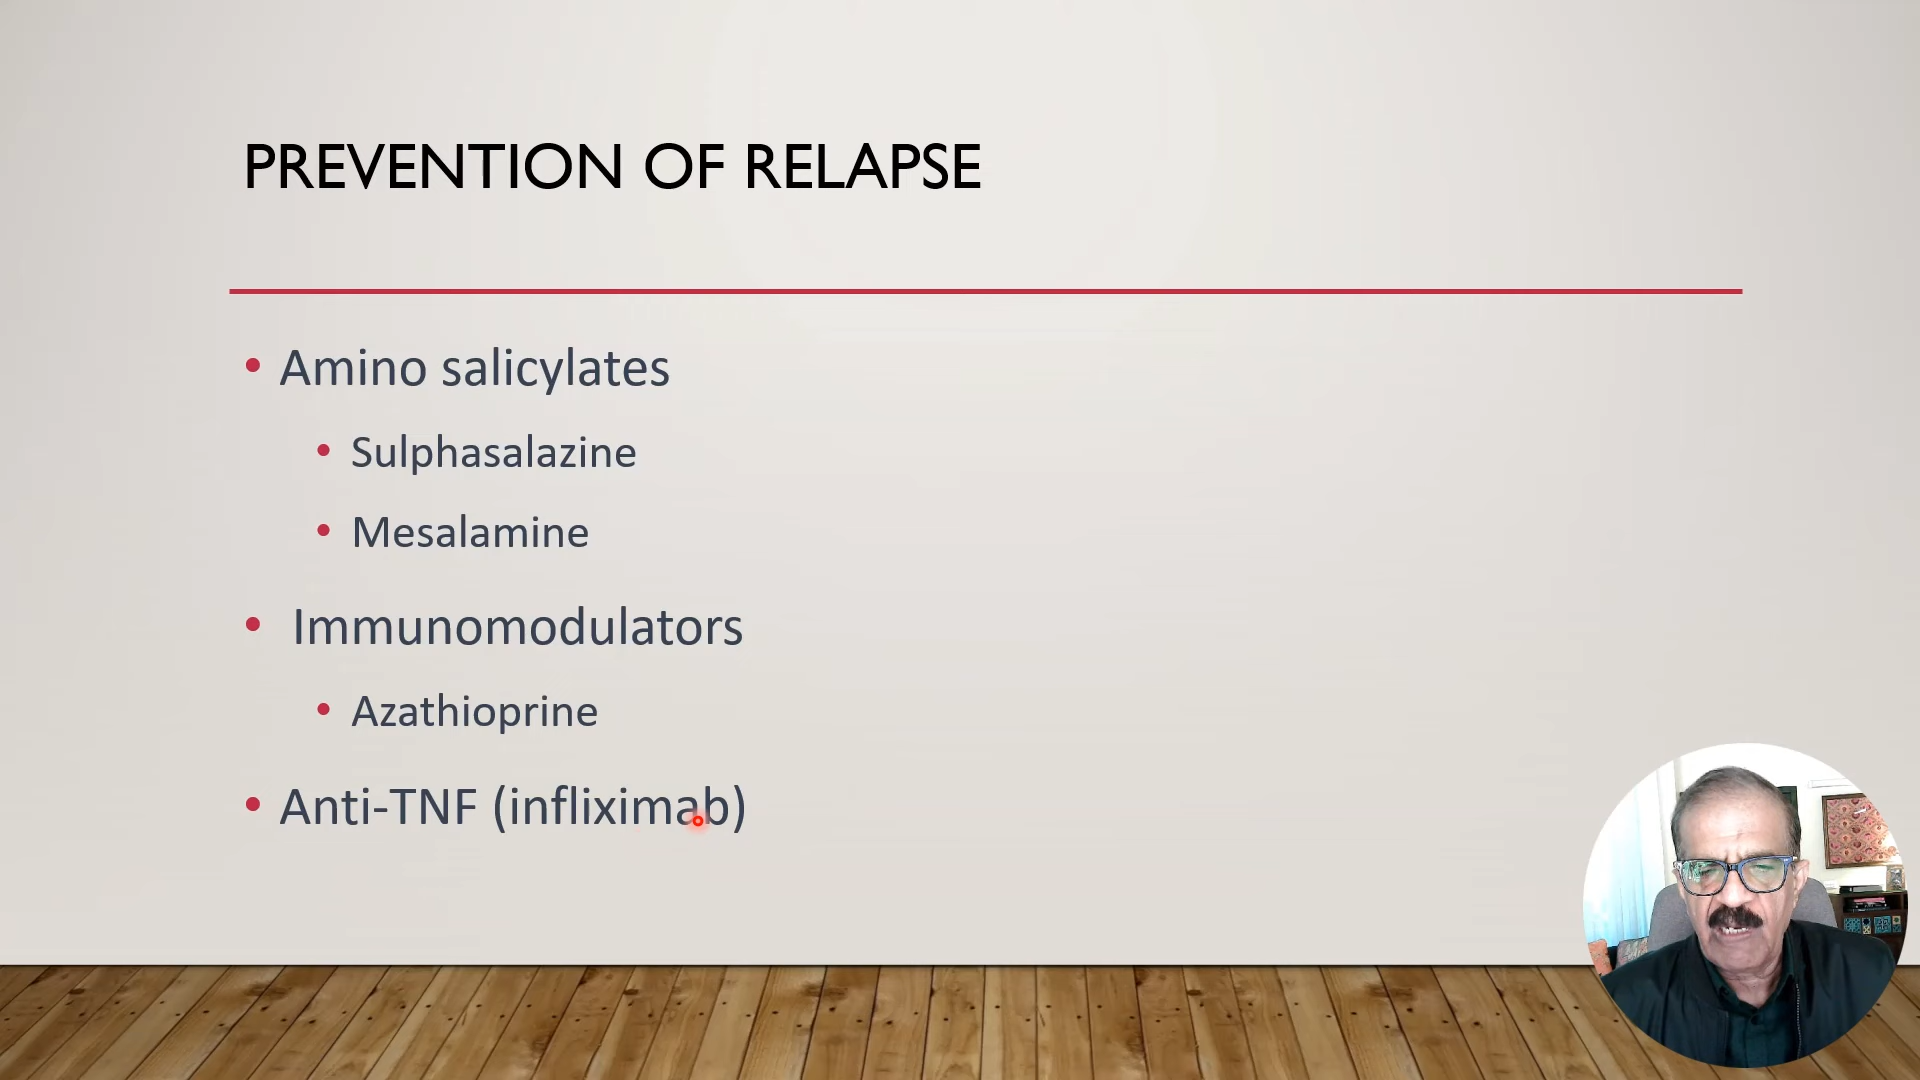 PREVENTION OF RELAPSE
• Amino salicylates
• Sulphasalazine
• Mesalamine
• Immunomodulators
• Azathioprine
• Anti-TNF (infliximab)